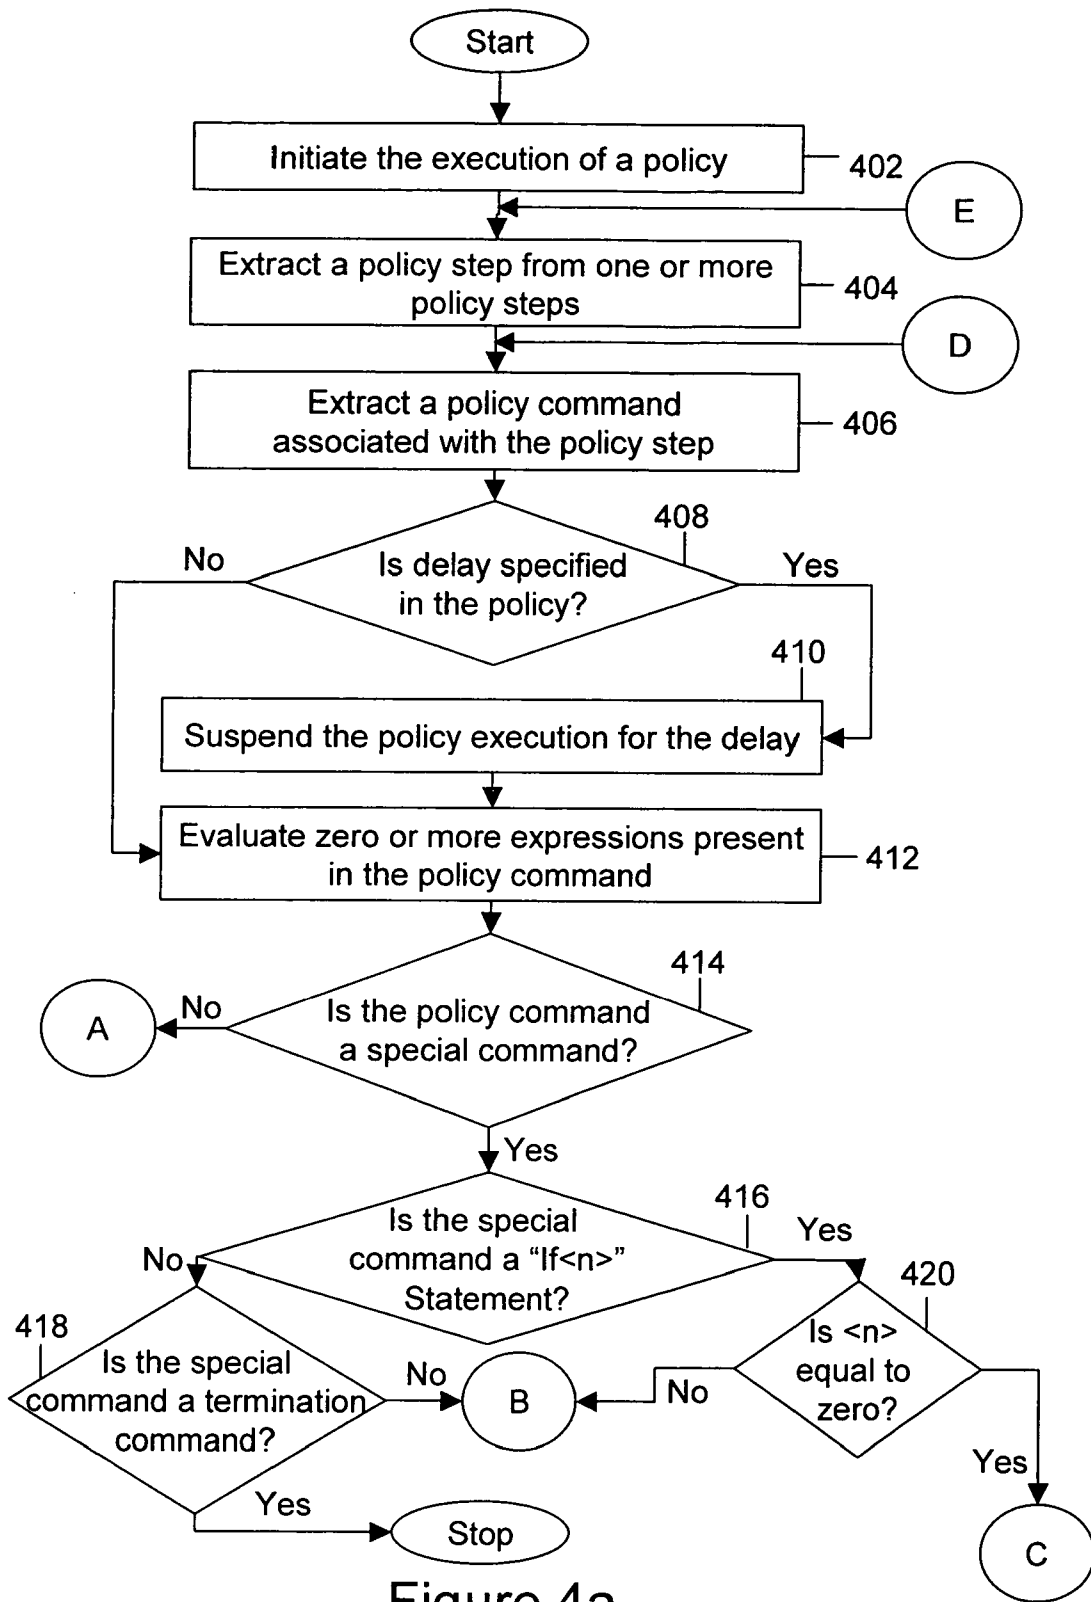 Start
Initiate the execution of a policy
402
E
Extract a policy step from one or more
policy steps
404
D
Extract a policy command
associated with the policy step
406
408
No
Is delay specified
in the policy?
Yes
410
Suspend the policy execution for the delay
Evaluate zero or more expressions present
in the policy command
412
414
A
No
Is the policy command
a special command?
Yes
416
Is the special
command a “If<n>”
Statement?
Yes
No
420
418
Is <n>
equal to
zero?
Is the special
command a termination
command?
No
B
No
Yes
Yes
Stop
C
Figure 4a